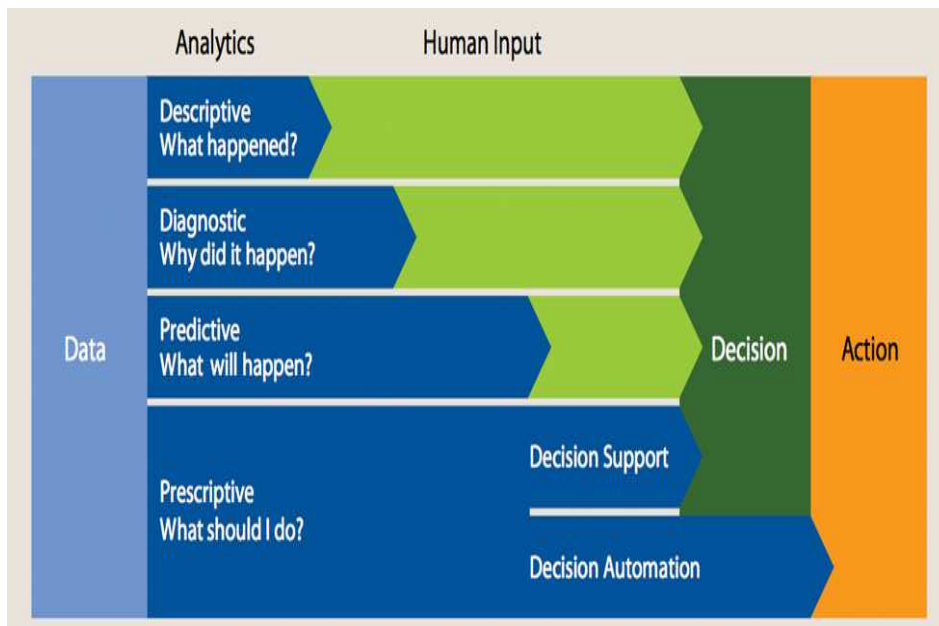 Analytics
Human Input
Descriptive
What happened?
Diagnostic
Why did it happen?
Predictive
What will happen?
Data
Decision
Action
Prescriptive
What should I do?
Decision Support
Decision Automation